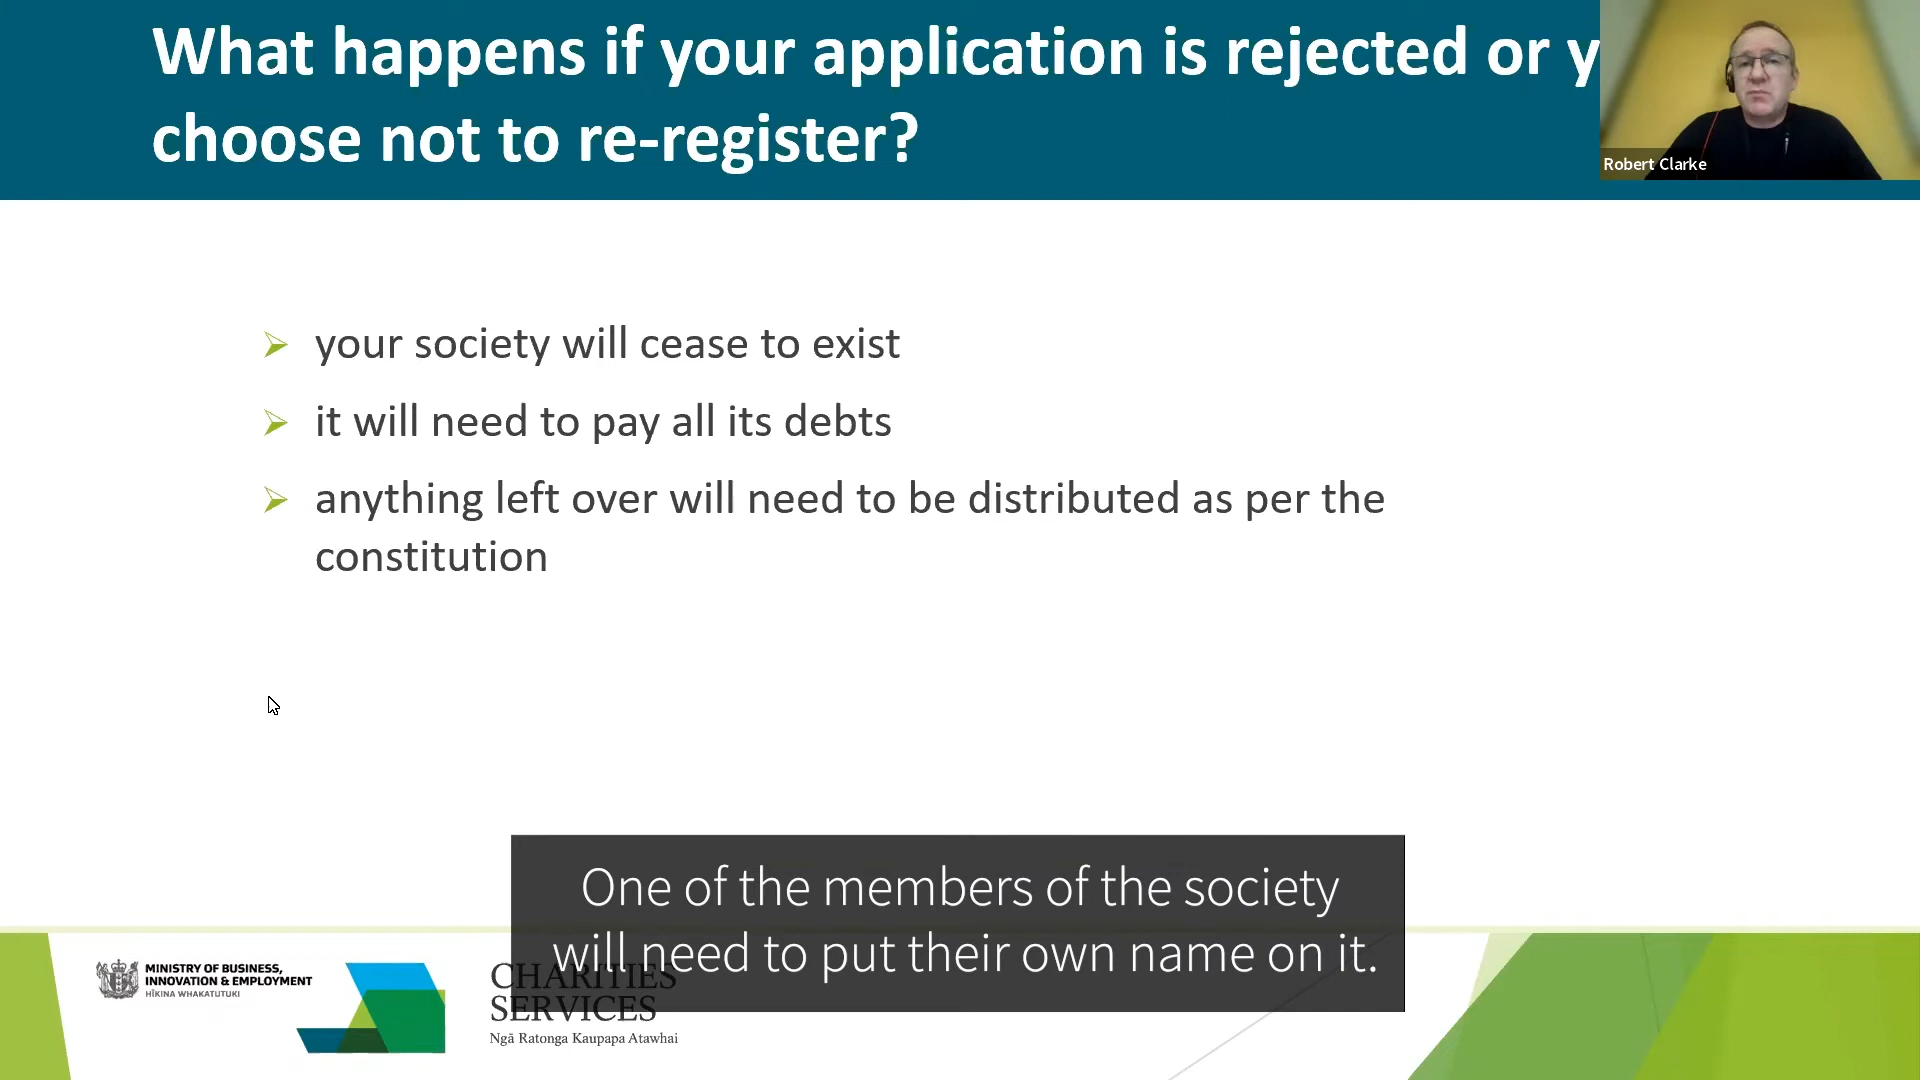 What happens if your application is rejected or y
choose not to re-register?
Robert Clarke
your society will cease to exist
it will need to pay all its debts
anything left over will need to be distributed as per the
constitution
One of the members of the society
will need to put their own name on it.
MINISTRY OF BUSINESS,
INNOVATION & EMPLOYMENT
HĪKINA WHAKATUTUKI
CHARITIES
SERVICES
Ngā Ratonga Kaupapa Atawhai